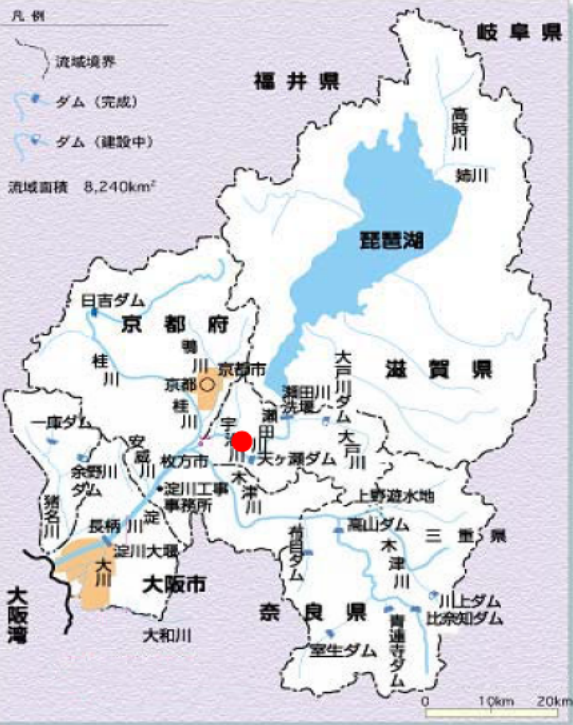 凡例
岐阜県
流域境界
福井県
ダム（完成）
高時川
ダム（建設中）
姉川
流域面積 8,240km²
琵琶湖
日吉ダム
京都府
鴨川
大戸川ダム
滋賀県
桂川
京都市
京都
瀬田川洗堰
桂川
瀬田川
一庫ダム
宇治川
安威川
大戸川
枚方市
天ヶ瀬ダム
余野川ダム
木津川
淀川工事
事務所
上野遊水地
猪名川
長柄
淀川
布目ダム
高山ダム
三重県
淀川大堰
木津川
大川
大阪市
大阪湾
奈良県
川上ダム
比奈知ダム
青蓮寺ダム
大和川
室生ダム
0 10km 20km